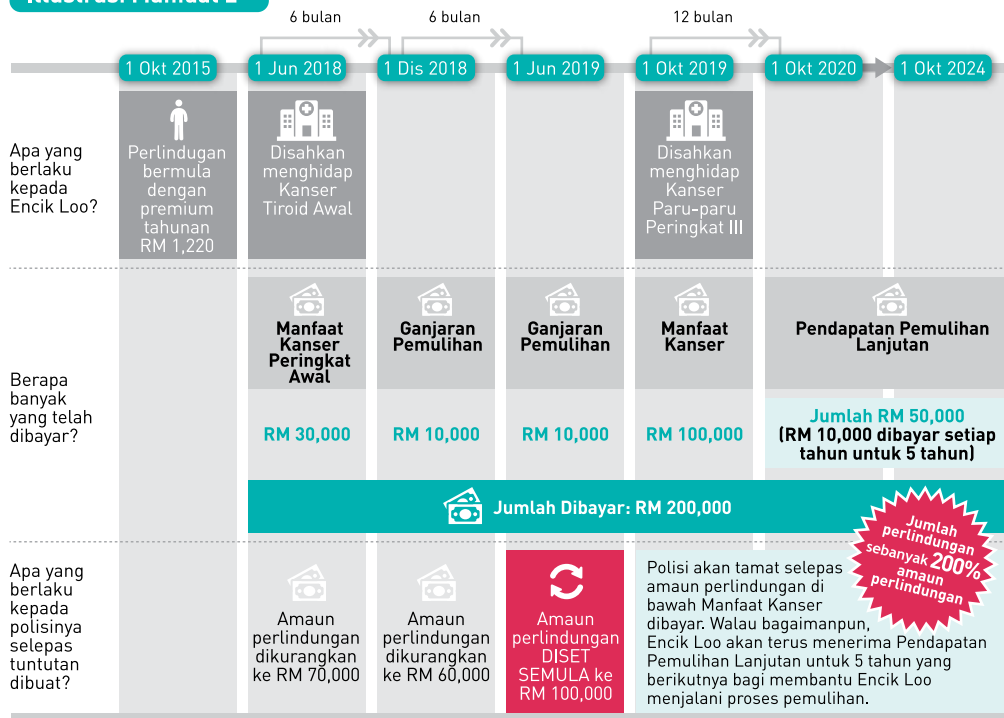 Ilustrasi Manfaat 2
6 bulan
6 bulan
12 bulan
1 Okt 2015
1 Jun 2018
1 Dis 2018
1 Jun 2019
1 Okt 2019
1 Okt 2020
1 Okt 2024
Apa yang
berlaku
kepada
Encik Loo?
Perlindugan
bermula
dengan
premium
tahunan
RM 1,220
Disahkan
menghidap
Kanser
Tiroid Awal
Disahkan
menghidap
Kanser
Paru-paru
Peringkat III
Berapa
banyak
yang telah
dibayar?
Manfaat
Kanser
Peringkat
Awal
RM 30,000
Ganjaran
Pemulihan
RM 10,000
Ganjaran
Pemulihan
RM 10,000
Manfaat
Kanser
RM 100,000
Pendapatan Pemulihan
Lanjutan
Jumlah RM 50,000
(RM 10,000 dibayar setiap
tahun untuk 5 tahun)
Jumlah Dibayar: RM 200,000
Jumlah
perlindungan
sebanyak 200%
amaun
perlindungan
Apa yang
berlaku
kepada
polisinya
selepas
tuntutan
dibuat?
Amaun
perlindungan
dikurangkan
ke RM 70,000
Amaun
perlindungan
dikurangkan
ke RM 60,000
Amaun
perlindungan
DISET
SEMULA ke
RM 100,000
Polisi akan tamat selepas
amaun perlindungan di
bawah Manfaat Kanser
dibayar. Walau bagaimanpun,
Encik Loo akan terus menerima Pendapatan
Pemulihan Lanjutan untuk 5 tahun yang
berikutnya bagi membantu Encik Loo
menjalani proses pemulihan.